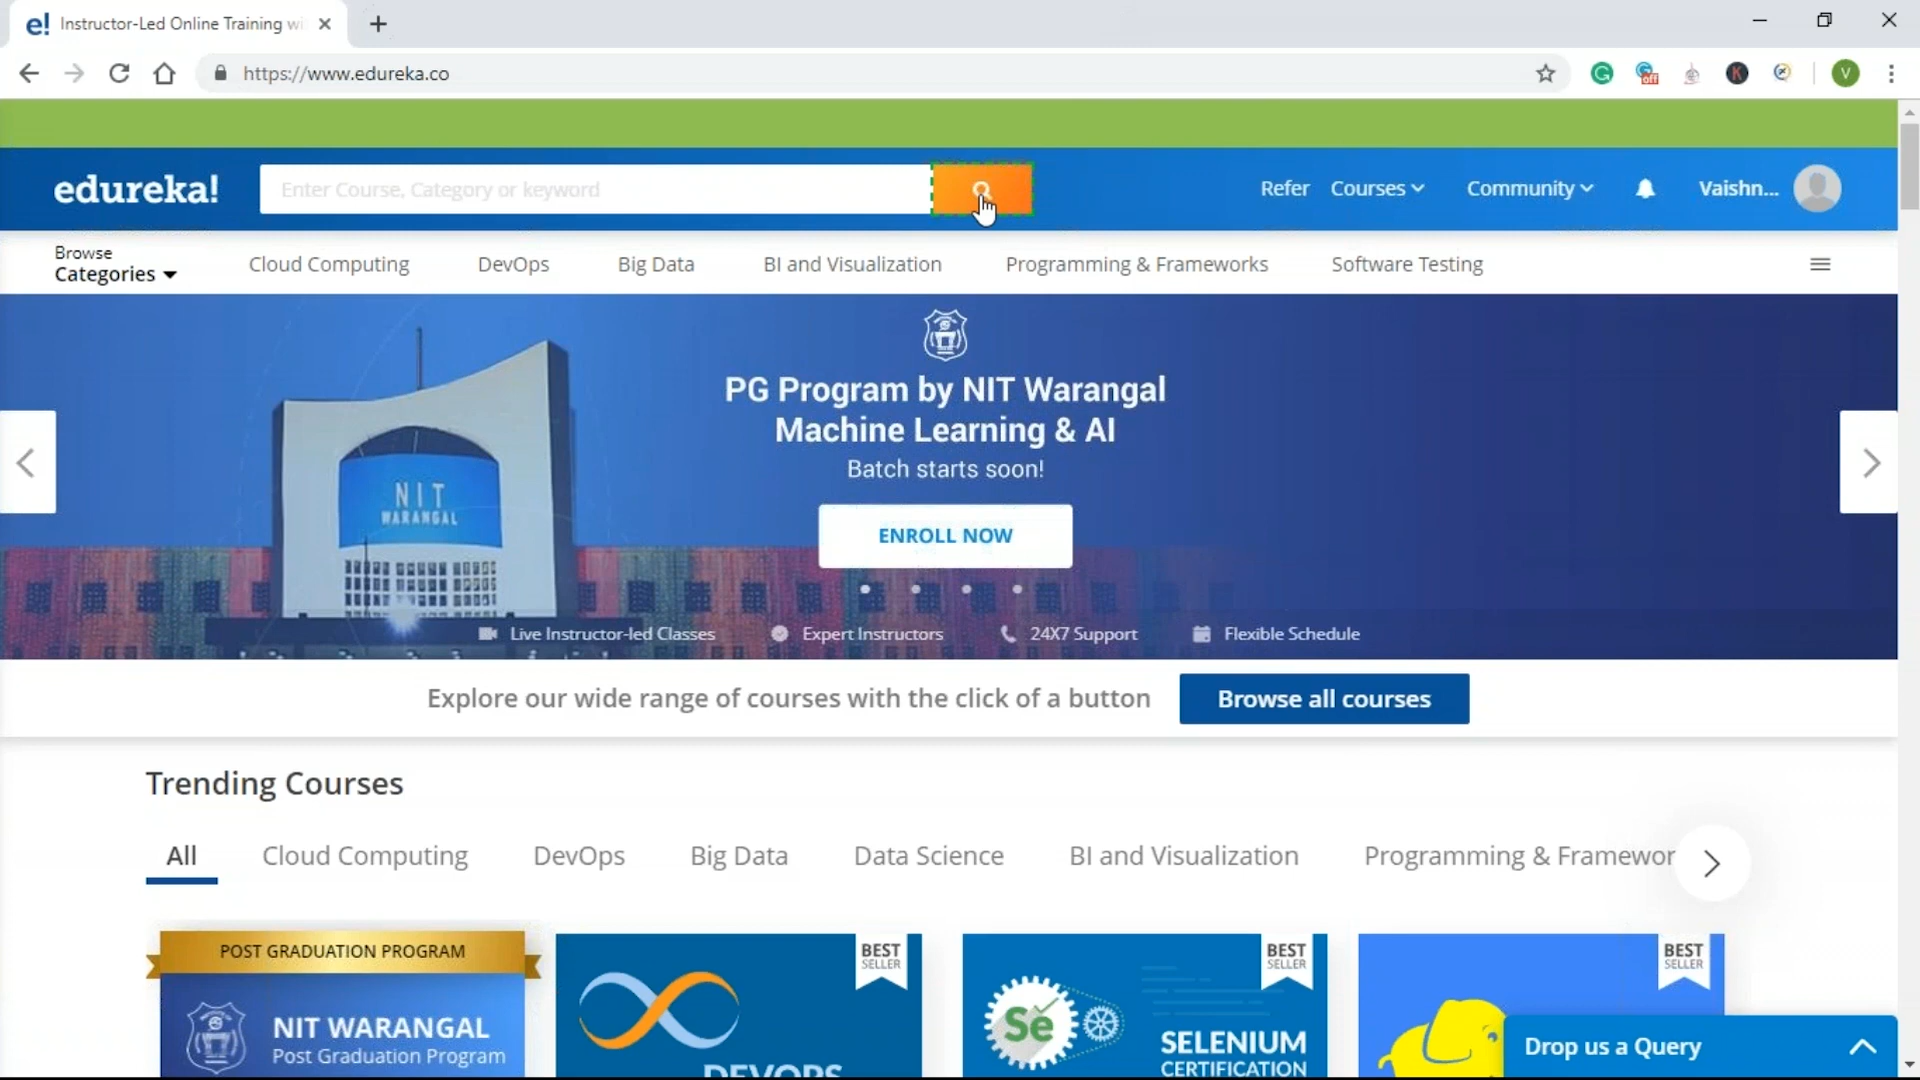 e! Instructor-Led Online Training wi
https://www.edureka.co
off
K
V
edureka!
Enter Course, Category or keyword
Refer
Courses
Community
Vaishn...
Browse
Categories
Cloud Computing
DevOps
Big Data
BI and Visualization
Programming & Frameworks
Software Testing
PG Program by NIT Warangal
Machine Learning & AI
Batch starts soon!
NIT
WARANGAL
ENROLL NOW
Live Instructor-led Classes
Expert Instructors
24X7 Support
Flexible Schedule
Explore our wide range of courses with the click of a button
Browse all courses
Trending Courses
All
Cloud Computing
DevOps
Big Data
Data Science
BI and Visualization
Programming & Framewor
POST GRADUATION PROGRAM
NIT WARANGAL
Post Graduation Program
BEST
SELLER
DEVOPS
BEST
SELLER
Se
SELENIUM
CERTIFICATION
BEST
SELLER
Drop us a Query